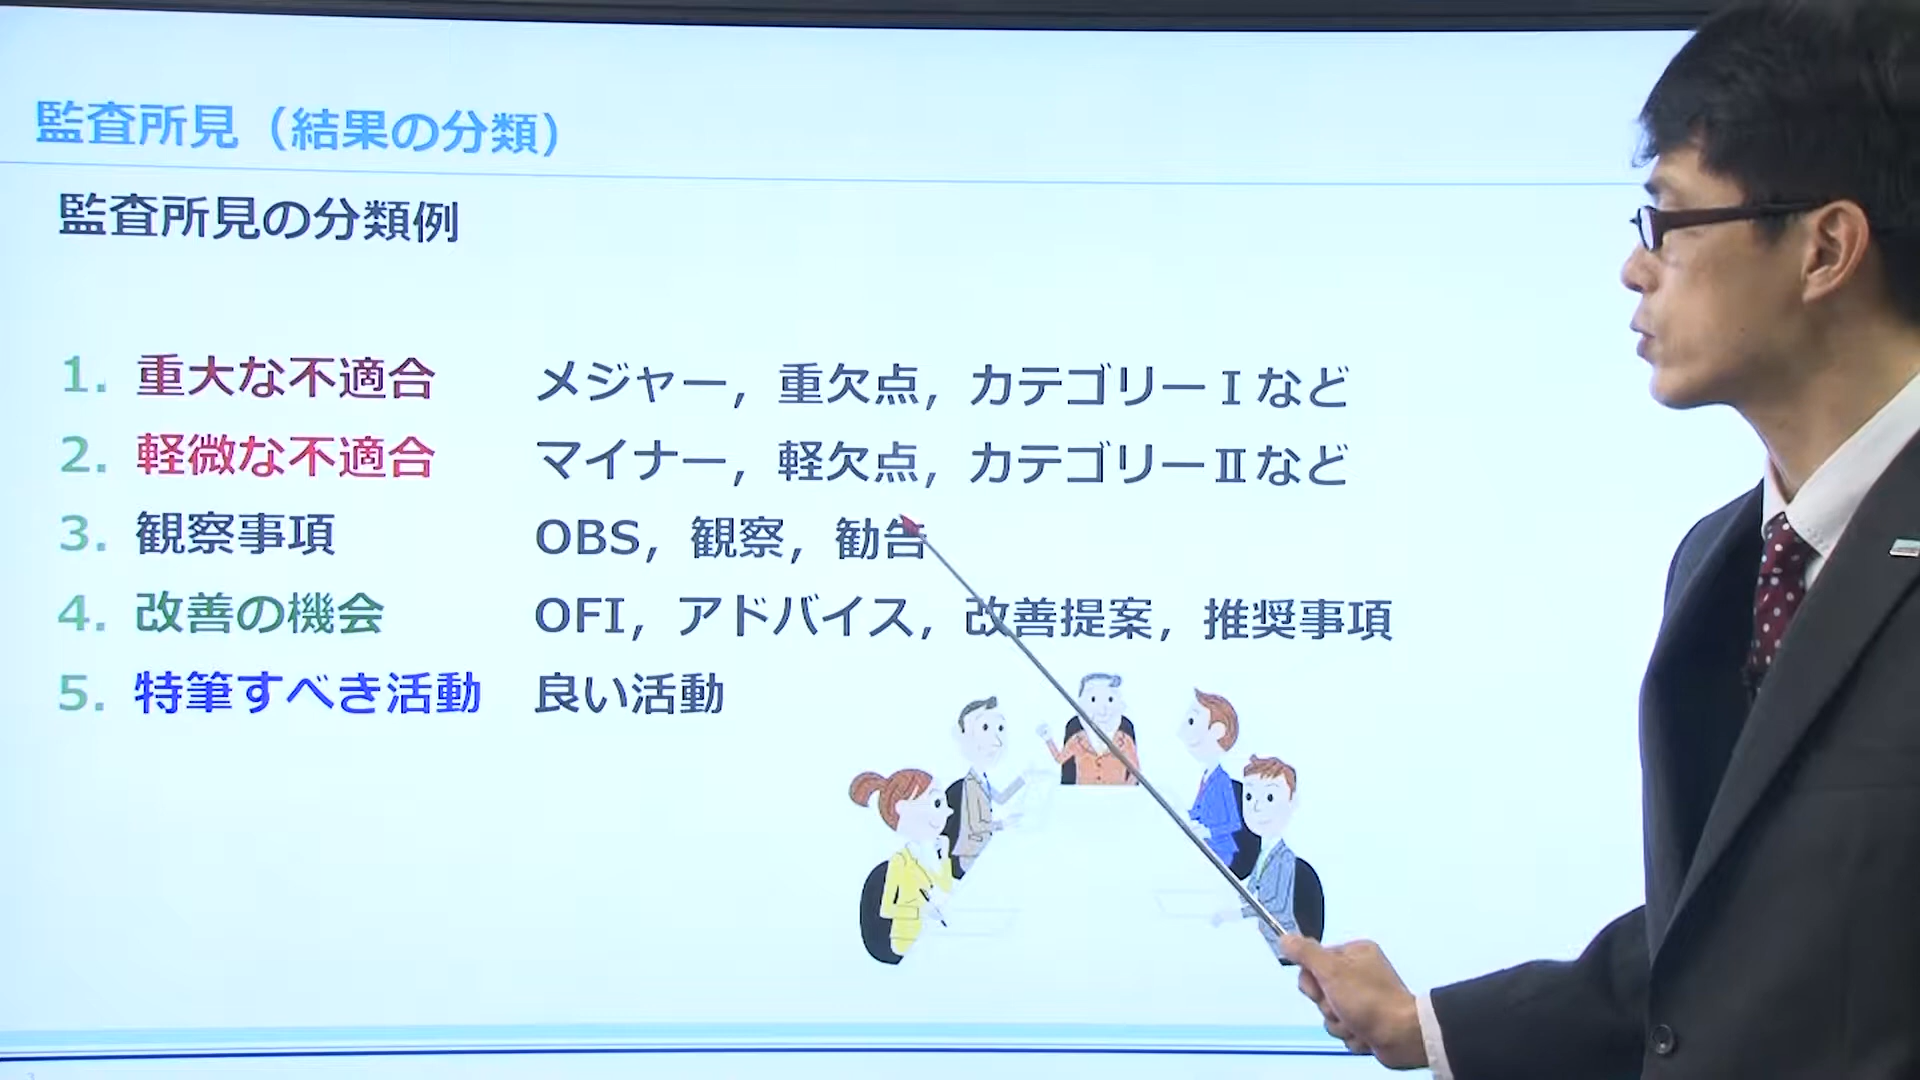 監査所見（結果の分類）
監査所見の分類例
1. 重大な不適合 メジャー，重欠点，カテゴリーⅠなど
2. 軽微な不適合 マイナー，軽欠点，カテゴリーⅡなど
3. 観察事項 OBS，観察，勧告
4. 改善の機会 OFI，アドバイス，改善提案，推奨事項
5. 特筆すべき活動 良い活動